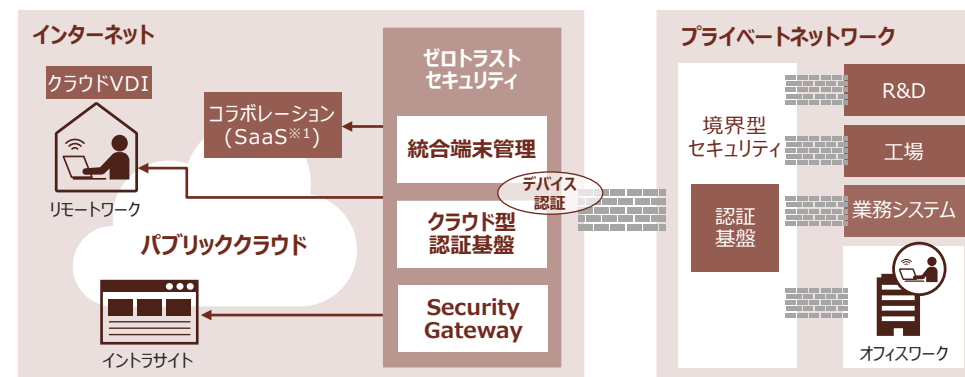 インターネット
クラウドVDI
リモートワーク
コラボレーション
(SaaS※1)
パブリッククラウド
イントラサイト
ゼロトラスト
セキュリティ
統合端末管理
デバイス
認証
クラウド型
認証基盤
Security
Gateway
プライベートネットワーク
境界型
セキュリティ
認証
基盤
R&D
工場
業務システム
オフィスワーク